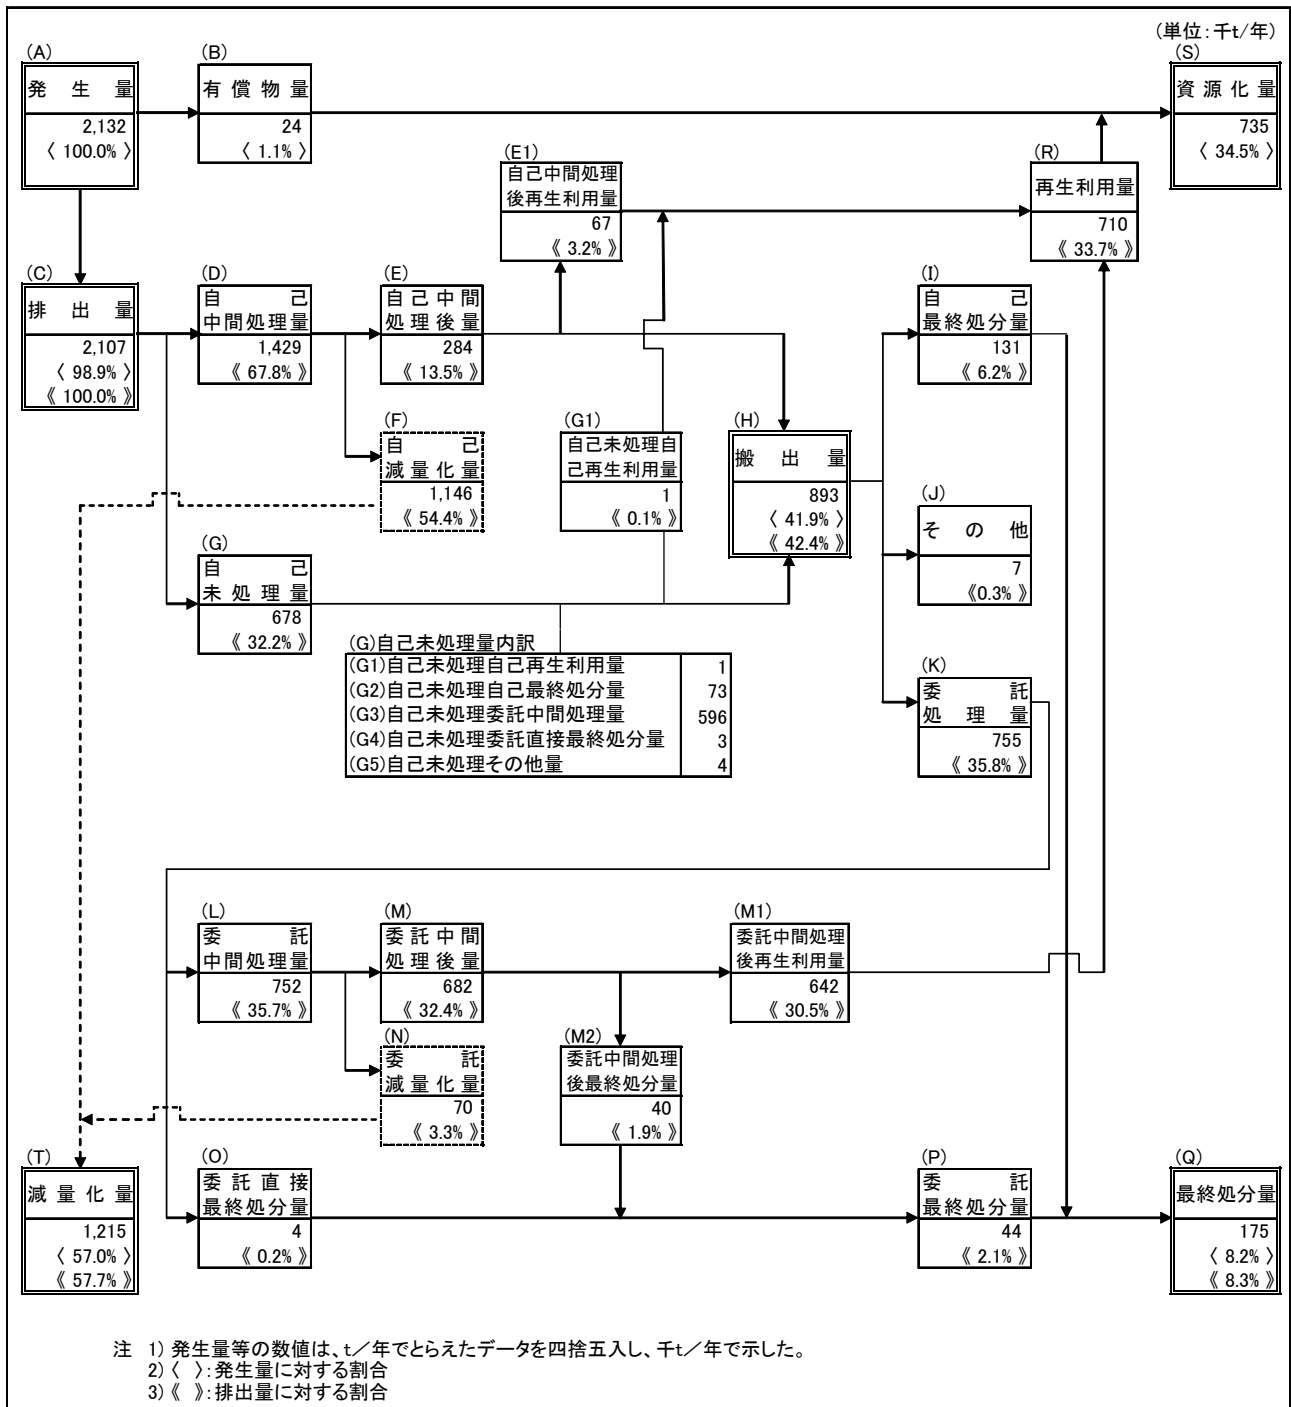 (単位:千t/年)
(A)
発生量
2,132
〈 100.0% 〉
(B)
有償物量
24
〈 1.1% 〉
(S)
資源化量
735
〈 34.5% 〉
(E1)
自己中間処理
後再生利用量
67
《 3.2% 》
(R)
再生利用量
710
《 33.7% 》
(C)
排出量
2,107
〈 98.9% 〉
《 100.0% 》
(D)
自己
中間処理量
1,429
《 67.8% 》
(E)
自己中間
処理後量
284
《 13.5% 》
(I)
自己
最終処分量
131
《 6.2% 》
(F)
自己
減量化量
1,146
《 54.4% 》
(G1)
自己未処理自
己再生利用量
1
《 0.1% 》
(H)
搬出量
893
〈 41.9% 〉
《 42.4% 》
(J)
その他
7
《0.3% 》
(G)
自己
未処理量
678
《 32.2% 》
(G)自己未処理量内訳
(G1)自己未処理自己再生利用量 1
(G2)自己未処理自己最終処分量 73
(G3)自己未処理委託中間処理量 596
(G4)自己未処理委託直接最終処分量 3
(G5)自己未処理その他量 4
(K)
委託
処理量
755
《 35.8% 》
(L)
委託
中間処理量
752
《 35.7% 》
(M)
委託中間
処理後量
682
《 32.4% 》
(M1)
委託中間処理
後再生利用量
642
《 30.5% 》
(N)
委託
減量化量
70
《 3.3% 》
(M2)
委託中間処理
後最終処分量
40
《 1.9% 》
(T)
減量化量
1,215
〈 57.0% 〉
《 57.7% 》
(O)
委託直接
最終処分量
4
《 0.2% 》
(P)
委託
最終処分量
44
《 2.1% 》
(Q)
最終処分量
175
〈 8.2% 〉
《 8.3% 》
注 1) 発生量等の数値は、t/年でとらえたデータを四捨五入し、千t/年で示した。
2)〈 〉:発生量に対する割合
3)《 》:排出量に対する割合